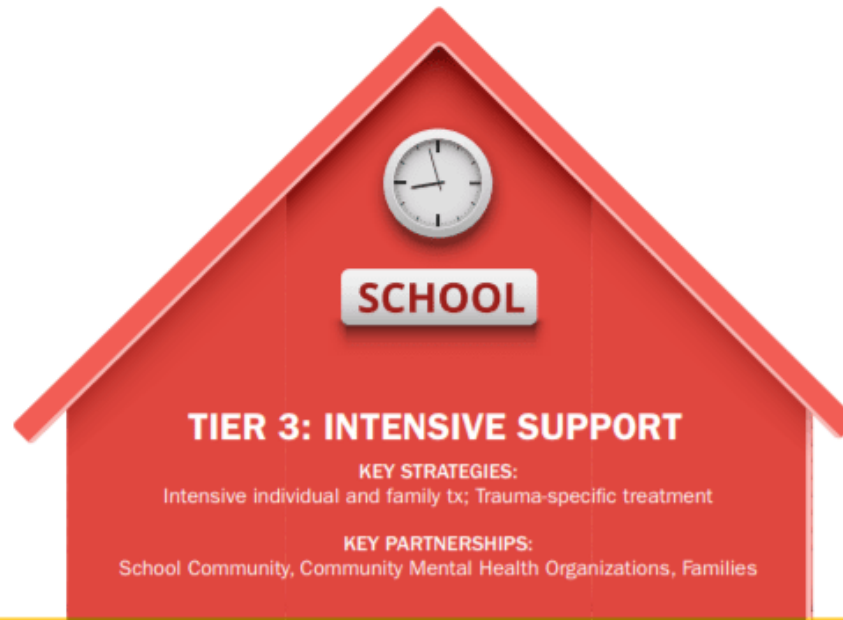 SCHOOL
TIER 3: INTENSIVE SUPPORT
KEY STRATEGIES:
Intensive individual and family tx; Trauma-specific treatment
KEY PARTNERSHIPS:
School Community, Community Mental Health Organizations, Families